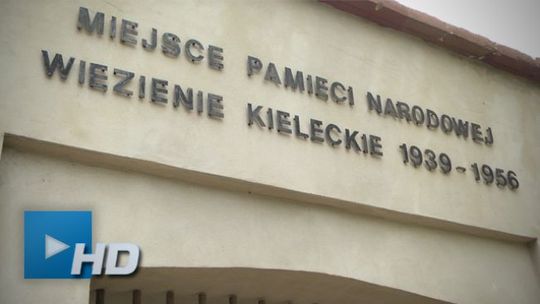 MIEJSCE PAMIĘCI NARODOWEJ
WIĘZIENIE KIELECKIE 1939-1956
HD